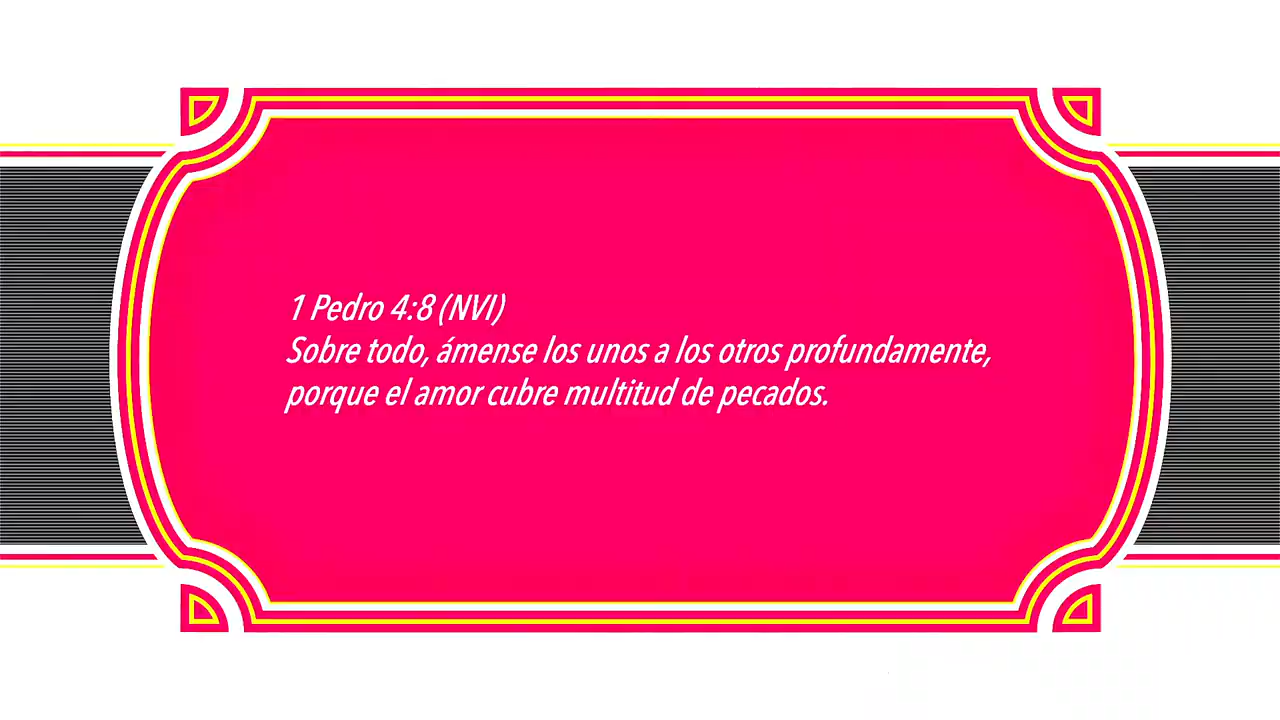 1 Pedro 4:8 (NVI)
Sobre todo, ámense los unos a los otros profundamente,
porque el amor cubre multitud de pecados.